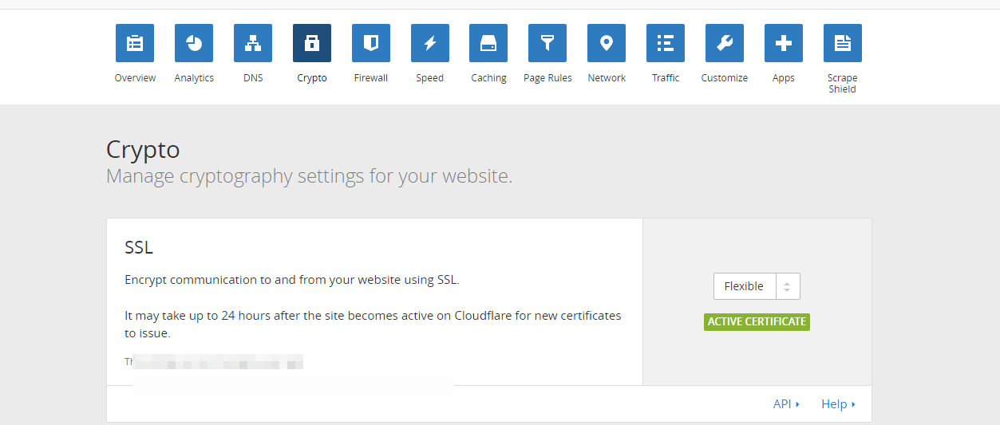 Overview Analytics DNS Crypto Firewall Speed Caching Page Rules Network Traffic Customize Apps Scrape
Shield
Crypto
Manage cryptography settings for your website.
SSL
Encrypt communication to and from your website using SSL.
Flexible
It may take up to 24 hours after the site becomes active on Cloudflare for new certificates
to issue.
ACTIVE CERTIFICATE
API Help